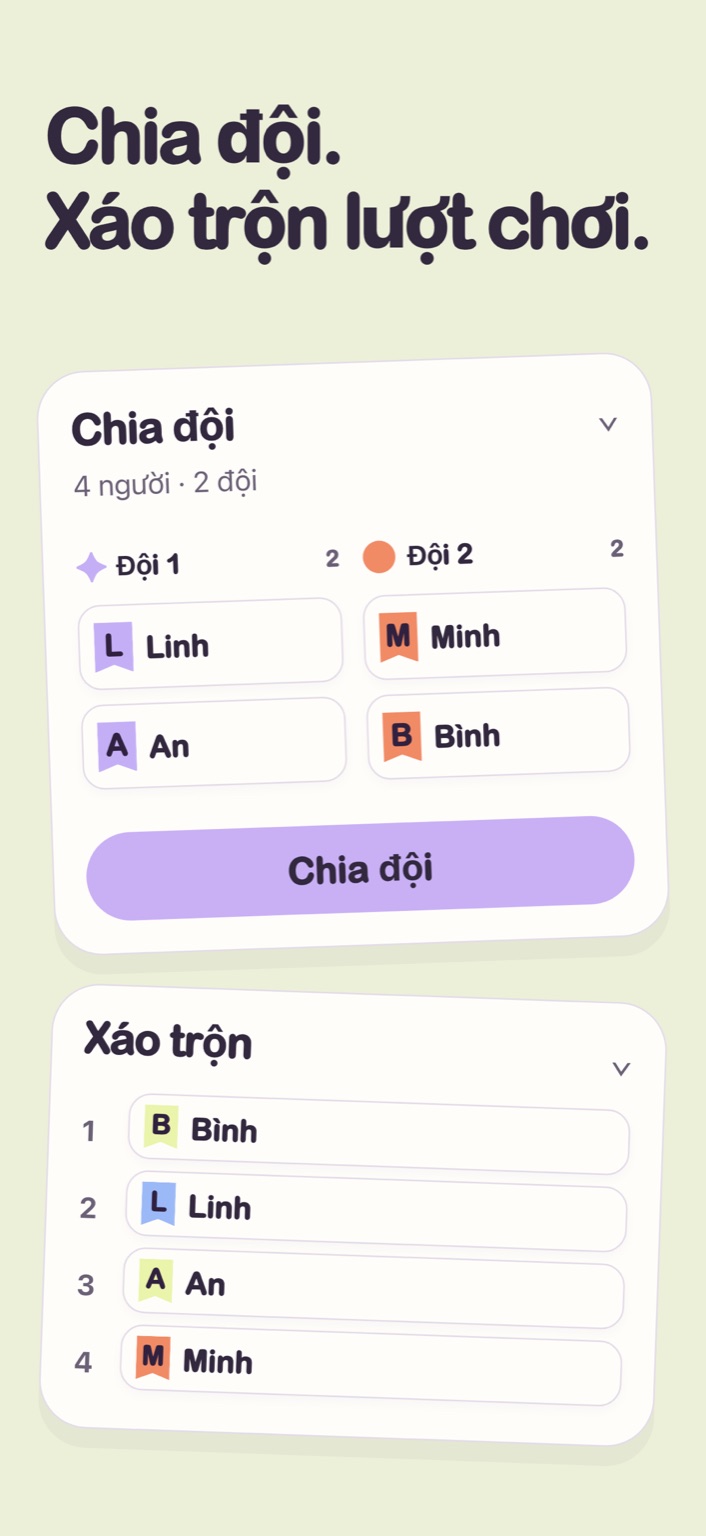 Chia đội.
Xáo trộn lượt chơi.
Chia đội
4 người · 2 đội
Đội 1 2
L Linh
A An
Đội 2 2
M Minh
B Bình
Chia đội
Xáo trộn
1 B Bình
2 L Linh
3 A An
4 M Minh